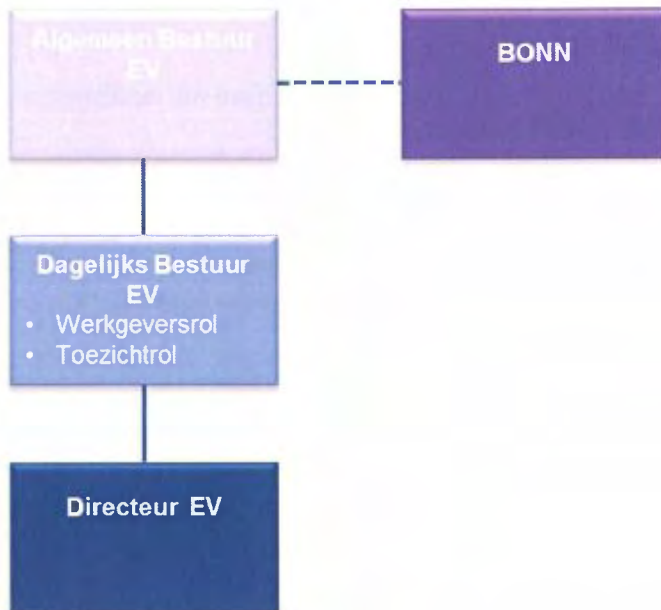 Algemeen Bestuur
EV
BONN
Dagelijks Bestuur
EV
• Werkgeversrol
• Toezichtrol
Directeur EV